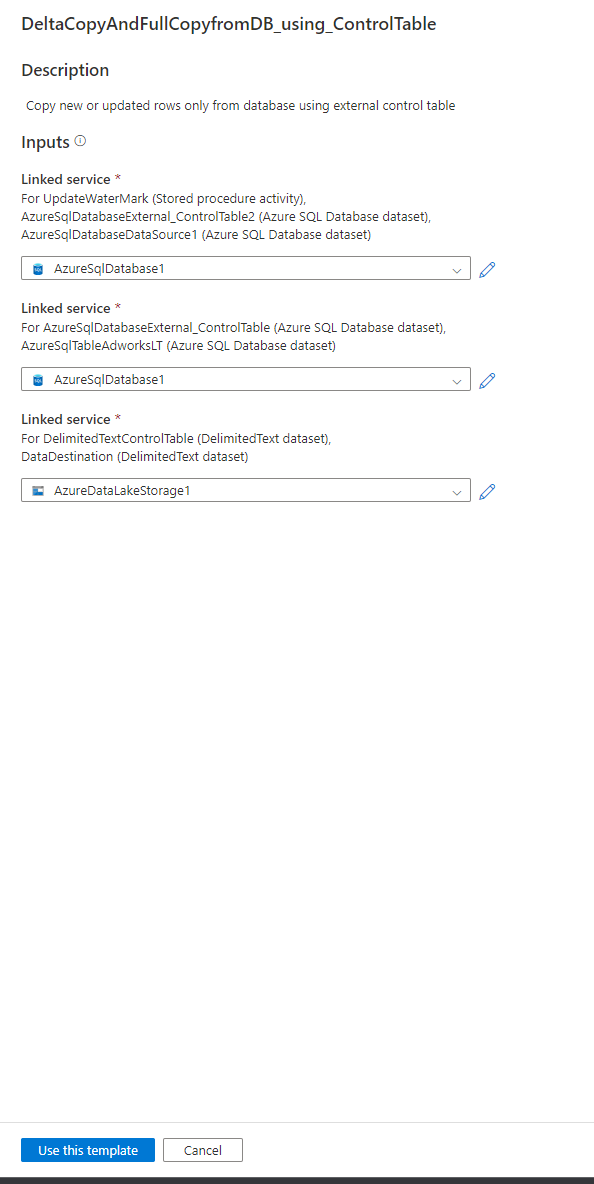 DeltaCopyAndFullCopyfromDB_using_ControlTable
Description
Copy new or updated rows only from database using external control table
Inputs
Linked service *
For UpdateWaterMark (Stored procedure activity),
AzureSqlDatabaseExternal_ControlTable2 (Azure SQL Database dataset),
AzureSqlDatabaseDataSource1 (Azure SQL Database dataset)
AzureSqlDatabase1
Linked service *
For AzureSqlDatabaseExternal_ControlTable (Azure SQL Database dataset),
AzureSqlTableAdworksLT (Azure SQL Database dataset)
AzureSqlDatabase1
Linked service *
For DelimitedTextControlTable (DelimitedText dataset),
DataDestination (DelimitedText dataset)
AzureDataLakeStorage1
Use this template
Cancel